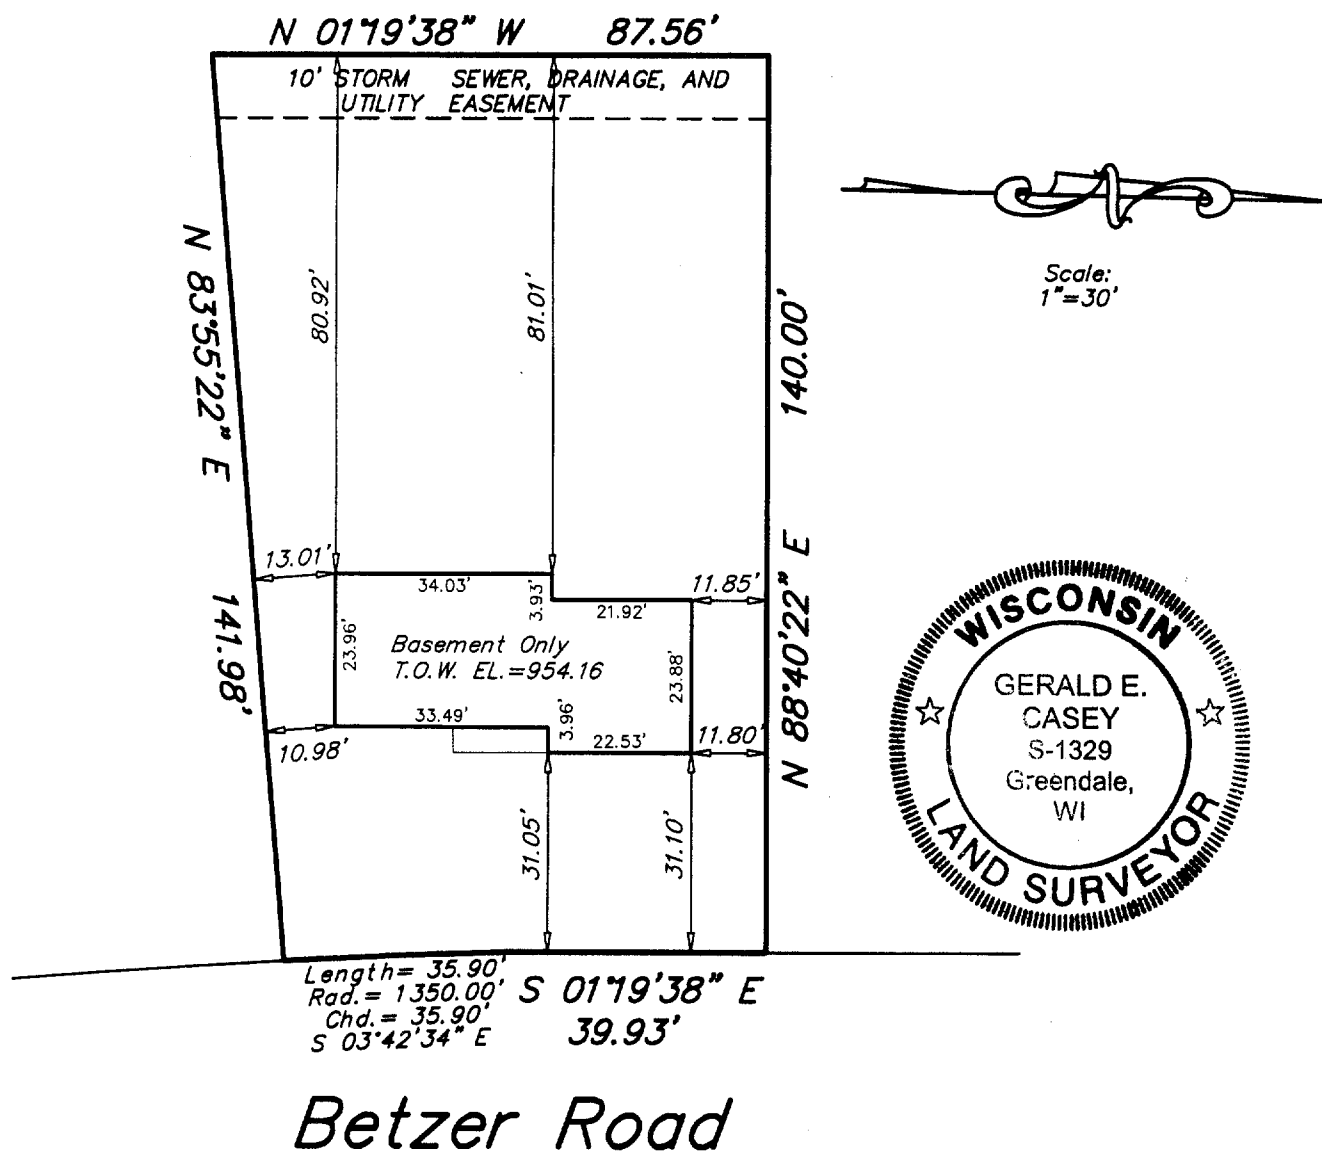 N 01°19'38" W 87.56'
10' STORM SEWER, DRAINAGE, AND
UTILITY EASEMENT
N 83°55'22" E 141.98'
80.92'
81.01'
N 88°40'22" E 140.00'
Scale:
1"=30'
13.01'
34.03'
3.93'
21.92'
11.85'
23.96'
Basement Only
T.O.W. EL.=954.16
23.88'
10.98'
33.49'
3.96'
22.53'
11.80'
31.05'
31.10'
WISCONSIN
GERALD E.
CASEY
S-1329
Greendale,
WI
LAND SURVEYOR
Length= 35.90'
Rad.= 1350.00'
Chd.= 35.90'
S 03°42'34" E
S 01°19'38" E
39.93'
Betzer Road